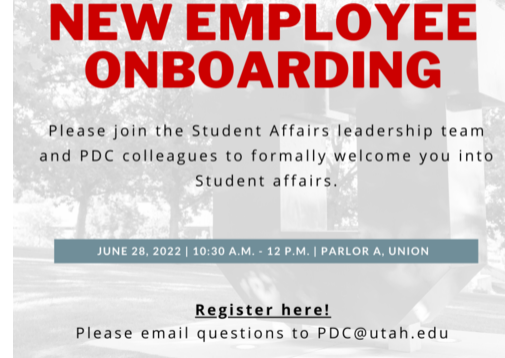 NEW EMPLOYEE
ONBOARDING
Please join the Student Affairs leadership team
and PDC colleagues to formally welcome you into
Student affairs.
JUNE 28, 2022 | 10:30 A.M. - 12 P.M. | PARLOR A, UNION
Register here!
Please email questions to PDC@utah.edu